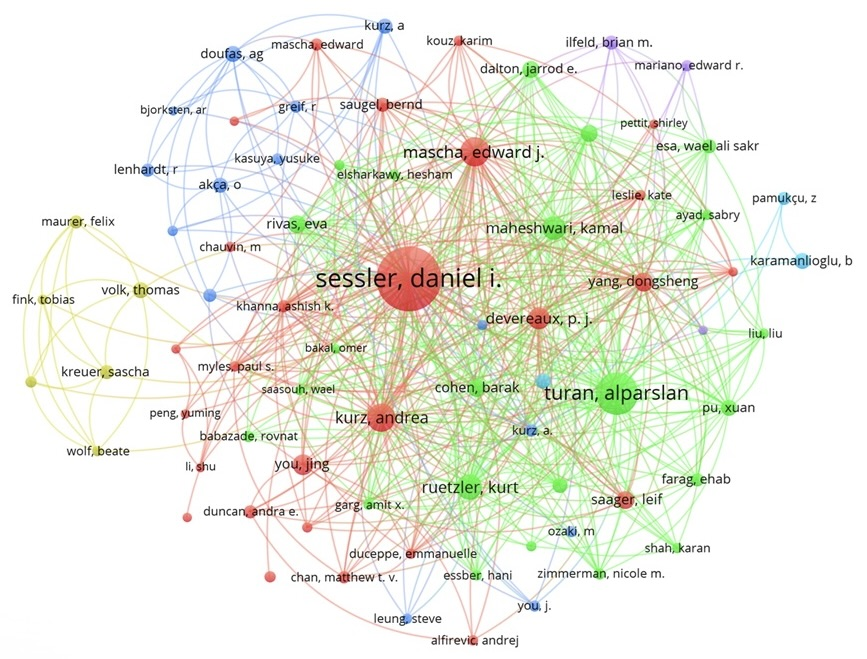 kurz, a
mascha, edward
kouz, karim
ilfeld, brian m.
doufas, ag
dalton, jarrod e.
mariano, edward r.
bjorksten, ar
greif, r
saugel, bernd
pettit, shirley
mascha, edward j.
esa, wael ali sakr
kasuya, yusuke
lenhardt, r
elsharkawy, hesham
akça, o
leslie, kate
pamukçu, z
maurer, felix
rivas, eva
maheshwari, kamal
ayad, sabry
chauvin, m
karamanlioglu, b
sessler, daniel i.
yang, dongsheng
volk, thomas
fink, tobias
khanna, ashish k.
devereaux, p. j.
liu, liu
bakal, omer
myles, paul s.
kreuer, sascha
saasouh, wael
cohen, barak
turan, alparslan
peng, yuming
kurz, andrea
pu, xuan
kurz, a.
babazade, rovnat
wolf, beate
li, shu
you, jing
farag, ehab
ruetzler, kurt
saager, leif
garg, amit x.
duncan, andra e.
ozaki, m
duceppe, emmanuelle
shah, karan
chan, matthew t. v.
essber, hani
zimmerman, nicole m.
you, j.
leung, steve
alfirevic, andrej